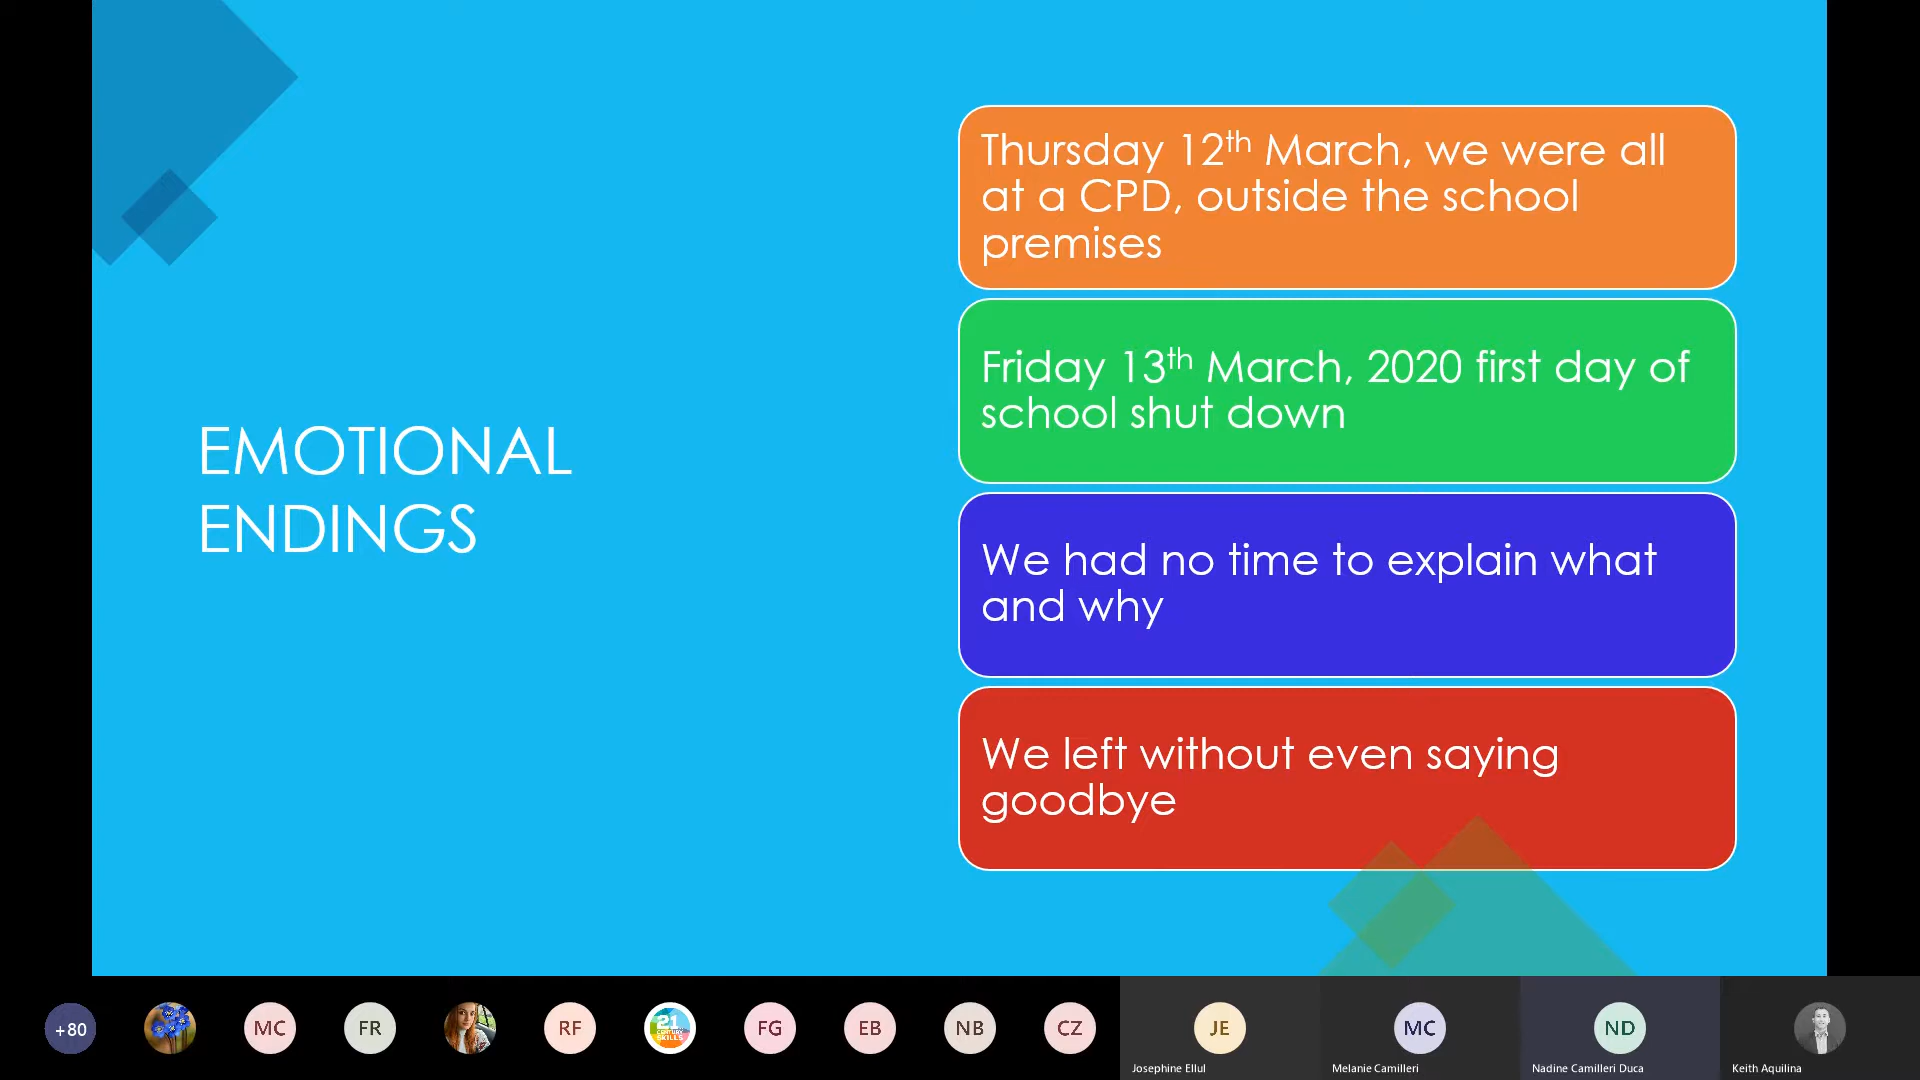 EMOTIONAL
ENDINGS
Thursday 12th March, we were all
at a CPD, outside the school
premises
Friday 13th March, 2020 first day of
school shut down
We had no time to explain what
and why
We left without even saying
goodbye
+80
MC
FR
RF
21
CENTURY
SKILLS
FG
EB
NB
CZ
JE
Josephine Ellul
MC
Melanie Camilleri
ND
Nadine Camilleri Duca
Keith Aquilina